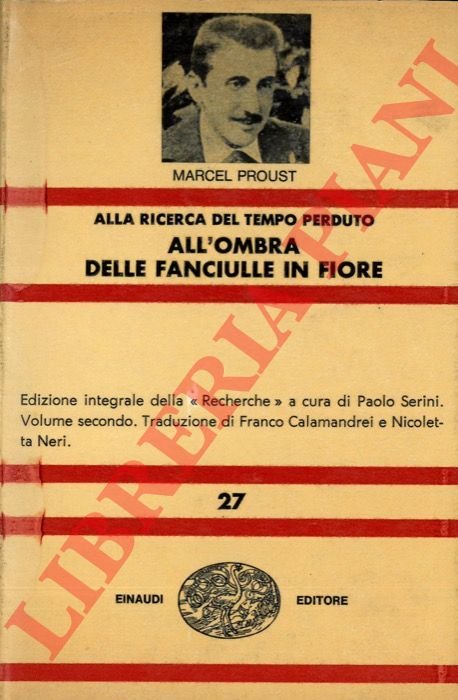 MARCEL PROUST
ALLA RICERCA DEL TEMPO PERDUTO
ALL'OMBRA
DELLE FANCIULLE IN FIORE
Edizione integrale della « Recherche » a cura di Paolo Serini.
Volume secondo. Traduzione di Franco Calamandrei e Nicolet-
ta Neri.
27
EINAUDI EDITORE
LIBRERIA PIANI